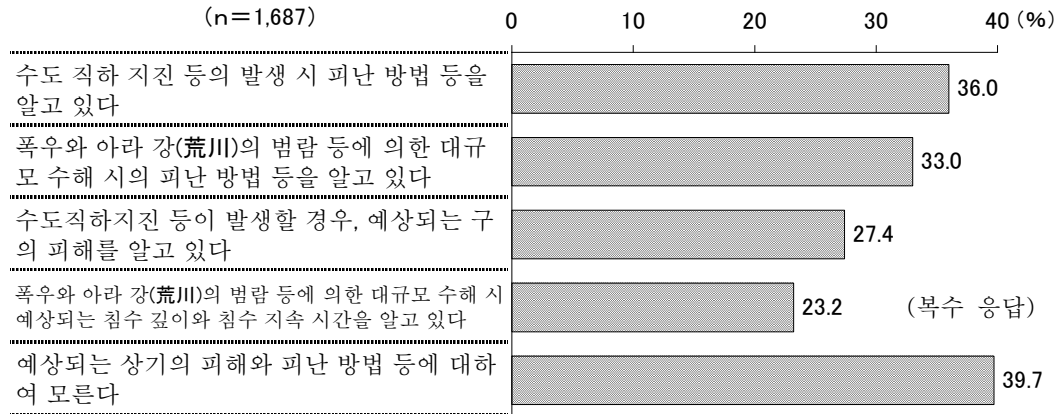 (n＝1,687)
0 10 20 30 40 (%)
수도 직하 지진 등의 발생 시 피난 방법 등을
알고 있다
36.0
폭우와 아라 강(荒川)의 범람 등에 의한 대규
모 수해 시의 피난 방법 등을 알고 있다
33.0
수도직하지진 등이 발생할 경우, 예상되는 구
의 피해를 알고 있다
27.4
폭우와 아라 강(荒川)의 범람 등에 의한 대규모 수해 시
예상되는 침수 깊이와 침수 지속 시간을 알고 있다
23.2
(복수 응답)
예상되는 상기의 피해와 피난 방법 등에 대하
여 모른다
39.7